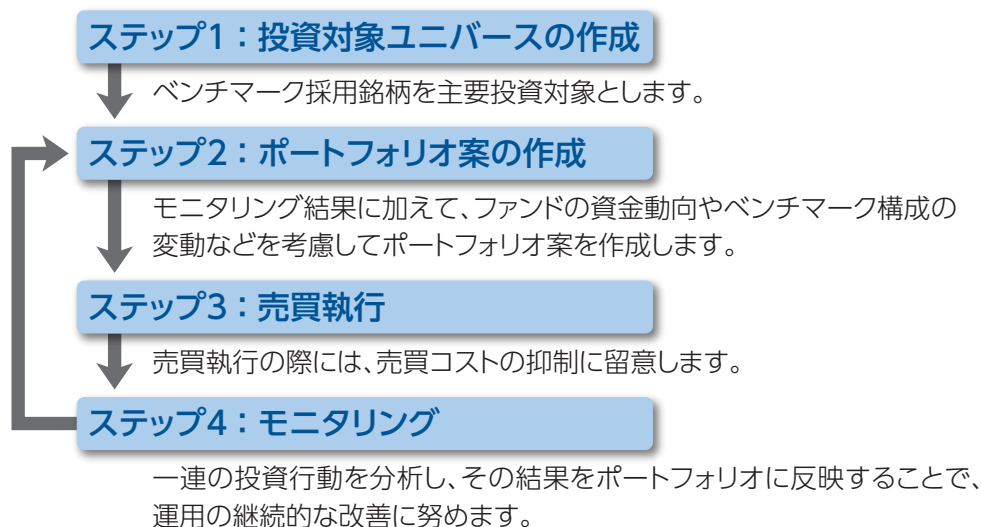 ステップ1：投資対象ユニバースの作成
ベンチマーク採用銘柄を主要投資対象とします。
ステップ2：ポートフォリオ案の作成
モニタリング結果に加えて、ファンドの資金動向やベンチマーク構成の
変動などを考慮してポートフォリオ案を作成します。
ステップ3：売買執行
売買執行の際には、売買コストの抑制に留意します。
ステップ4：モニタリング
一連の投資行動を分析し、その結果をポートフォリオに反映することで、
運用の継続的な改善に努めます。